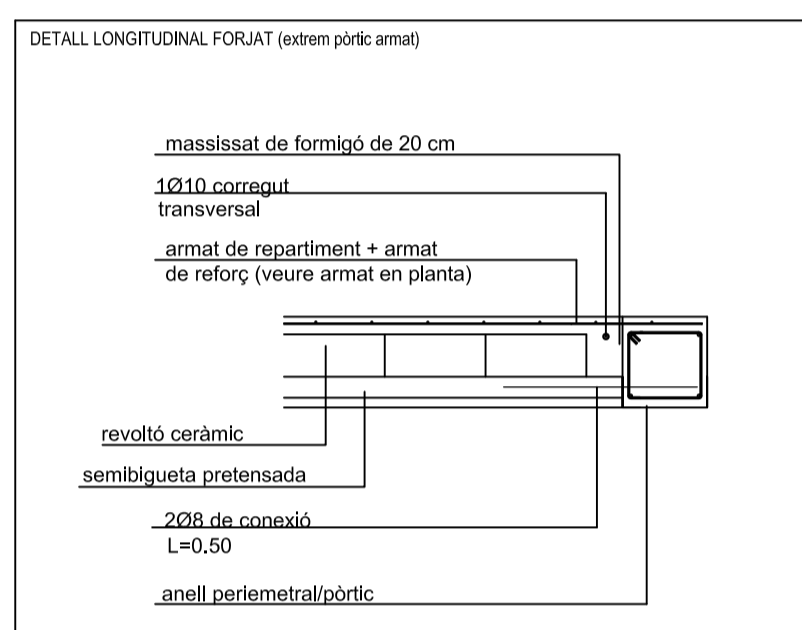 DETALL LONGITUDINAL FORJAT (extrem pòrtic armat)
massissat de formigó de 20 cm
1Ø10 corregut
transversal
armat de repartiment + armat
de reforç (veure armat en planta)
revoltó ceràmic
semibigueta pretensada
2Ø8 de conexió
L=0.50
anell periemetral/pòrtic